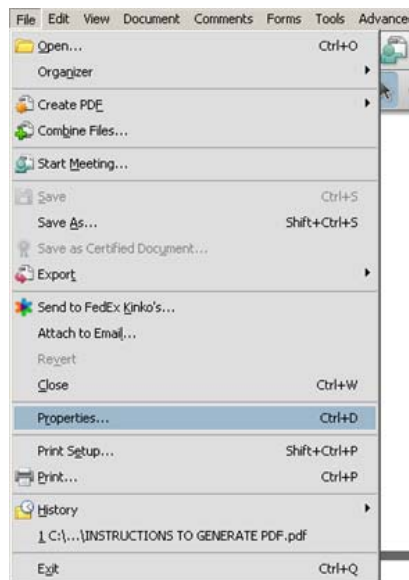 File Edit View Document Comments Forms Tools Advance
Open... Ctrl+O
Organizer
Create PDF
Combine Files...
Start Meeting...
Save Ctrl+S
Save As... Shift+Ctrl+S
Save as Certified Document...
Export
Send to FedEx Kinko's...
Attach to Email...
Revert
Close Ctrl+W
Properties... Ctrl+D
Print Setup... Shift+Ctrl+P
Print... Ctrl+P
History
1 C:\...\INSTRUCTIONS TO GENERATE PDF.pdf
Exit Ctrl+Q